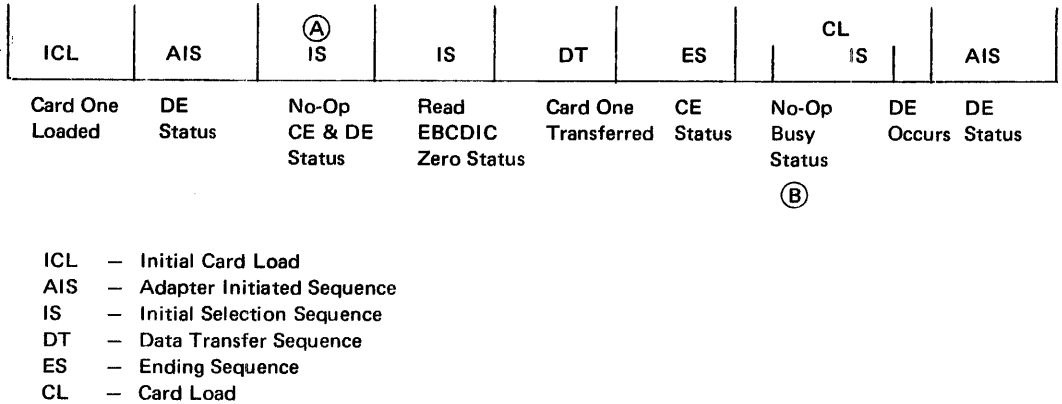 Ⓐ CL
ICL AIS IS IS DT ES IS AIS
Card One DE No-Op Read Card One CE No-Op DE DE
Loaded Status CE & DE EBCDIC Transferred Status Busy Occurs Status
Status Zero Status Status
Ⓑ
ICL – Initial Card Load
AIS – Adapter Initiated Sequence
IS – Initial Selection Sequence
DT – Data Transfer Sequence
ES – Ending Sequence
CL – Card Load